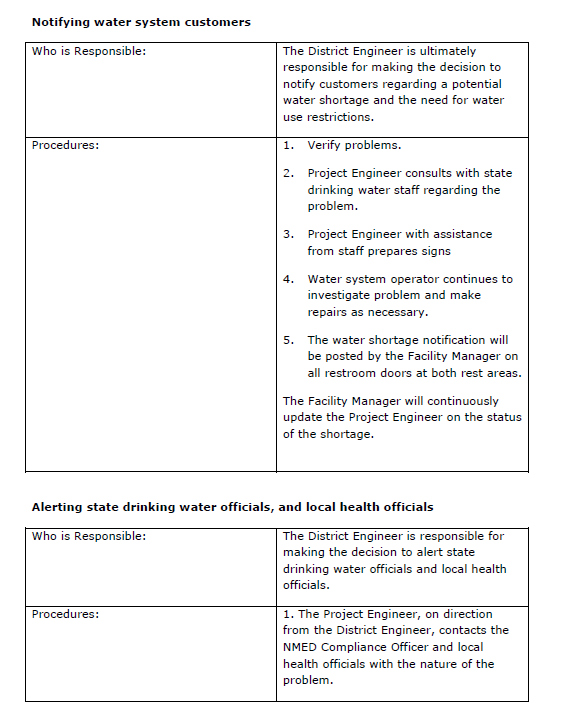 Notifying water system customers
Who is Responsible:
The District Engineer is ultimately
responsible for making the decision to
notify customers regarding a potential
water shortage and the need for water
use restrictions.
Procedures:
1. Verify problems.
2. Project Engineer consults with state
drinking water staff regarding the
problem.
3. Project Engineer with assistance
from staff prepares signs
4. Water system operator continues to
investigate problem and make
repairs as necessary.
5. The water shortage notification will
be posted by the Facility Manager on
all restroom doors at both rest areas.
The Facility Manager will continuously
update the Project Engineer on the status
of the shortage.
Alerting state drinking water officials, and local health officials
Who is Responsible:
The District Engineer is responsible for
making the decision to alert state
drinking water officials and local health
officials.
Procedures:
1. The Project Engineer, on direction
from the District Engineer, contacts the
NMED Compliance Officer and local
health officials with the nature of the
problem.